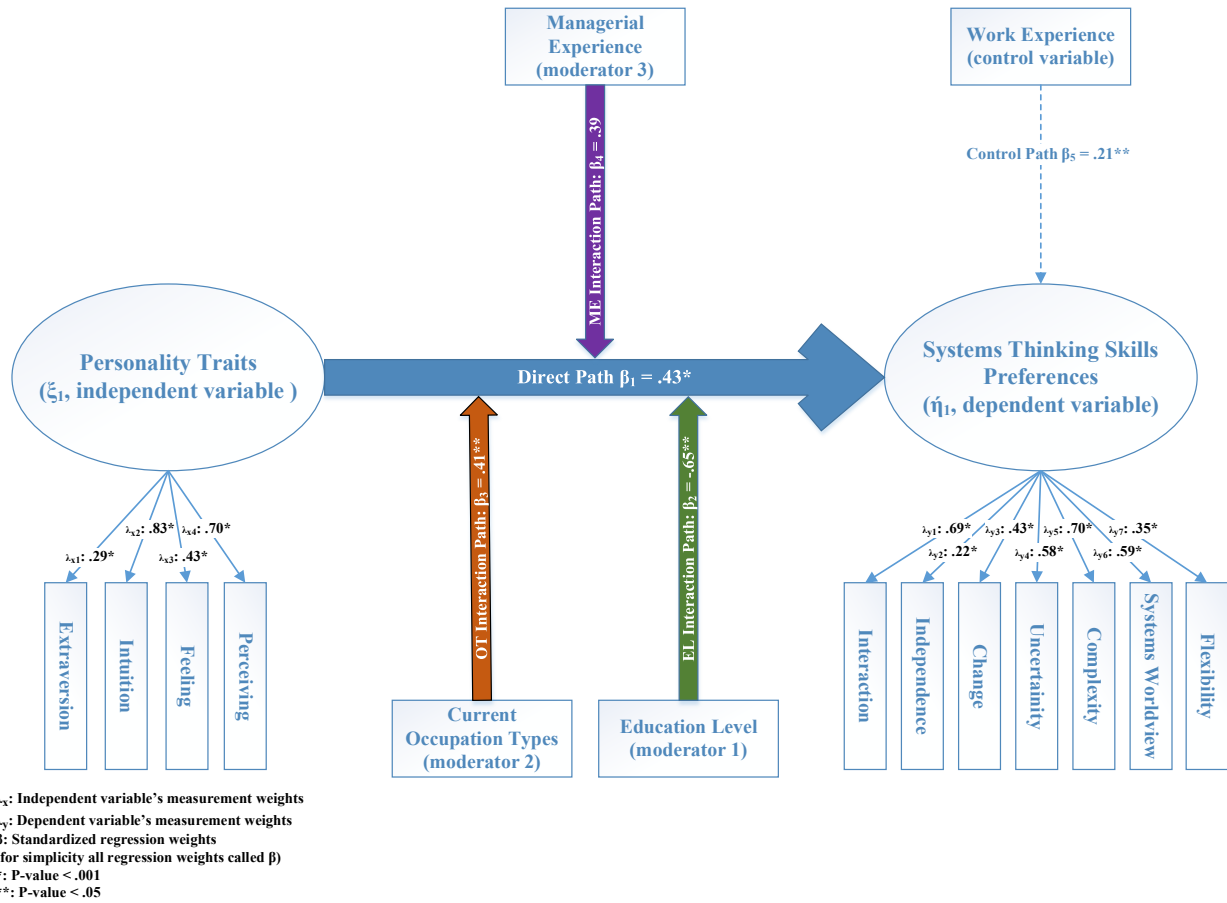 Managerial
Experience
(moderator 3)
Work Experience
(control variable)
ME Interaction Path: β₄ = .39
Control Path β₅ = .21**
Personality Traits
(ξ₁, independent variable )
Direct Path β₁ = .43*
Systems Thinking Skills
Preferences
(ή₁, dependent variable)
OT Interaction Path: β₃ = .41**
EL Interaction Path: β₂ = -.65**
λx1: .29*
λx2: .83*
λx3: .43*
λx4: .70*
λy1: .69*
λy2: .22*
λy3: .43*
λy4: .58*
λy5: .70*
λy6: .59*
λy7: .35*
Extraversion
Intuition
Feeling
Perceiving
Current
Occupation Types
(moderator 2)
Education Level
(moderator 1)
Interaction
Independence
Change
Uncertainity
Complexity
Systems Worldview
Flexibility
x: Independent variable’s measurement weights
y: Dependent variable’s measurement weights
: Standardized regression weights
for simplicity all regression weights called β)
*: P-value < .001
**: P-value < .05